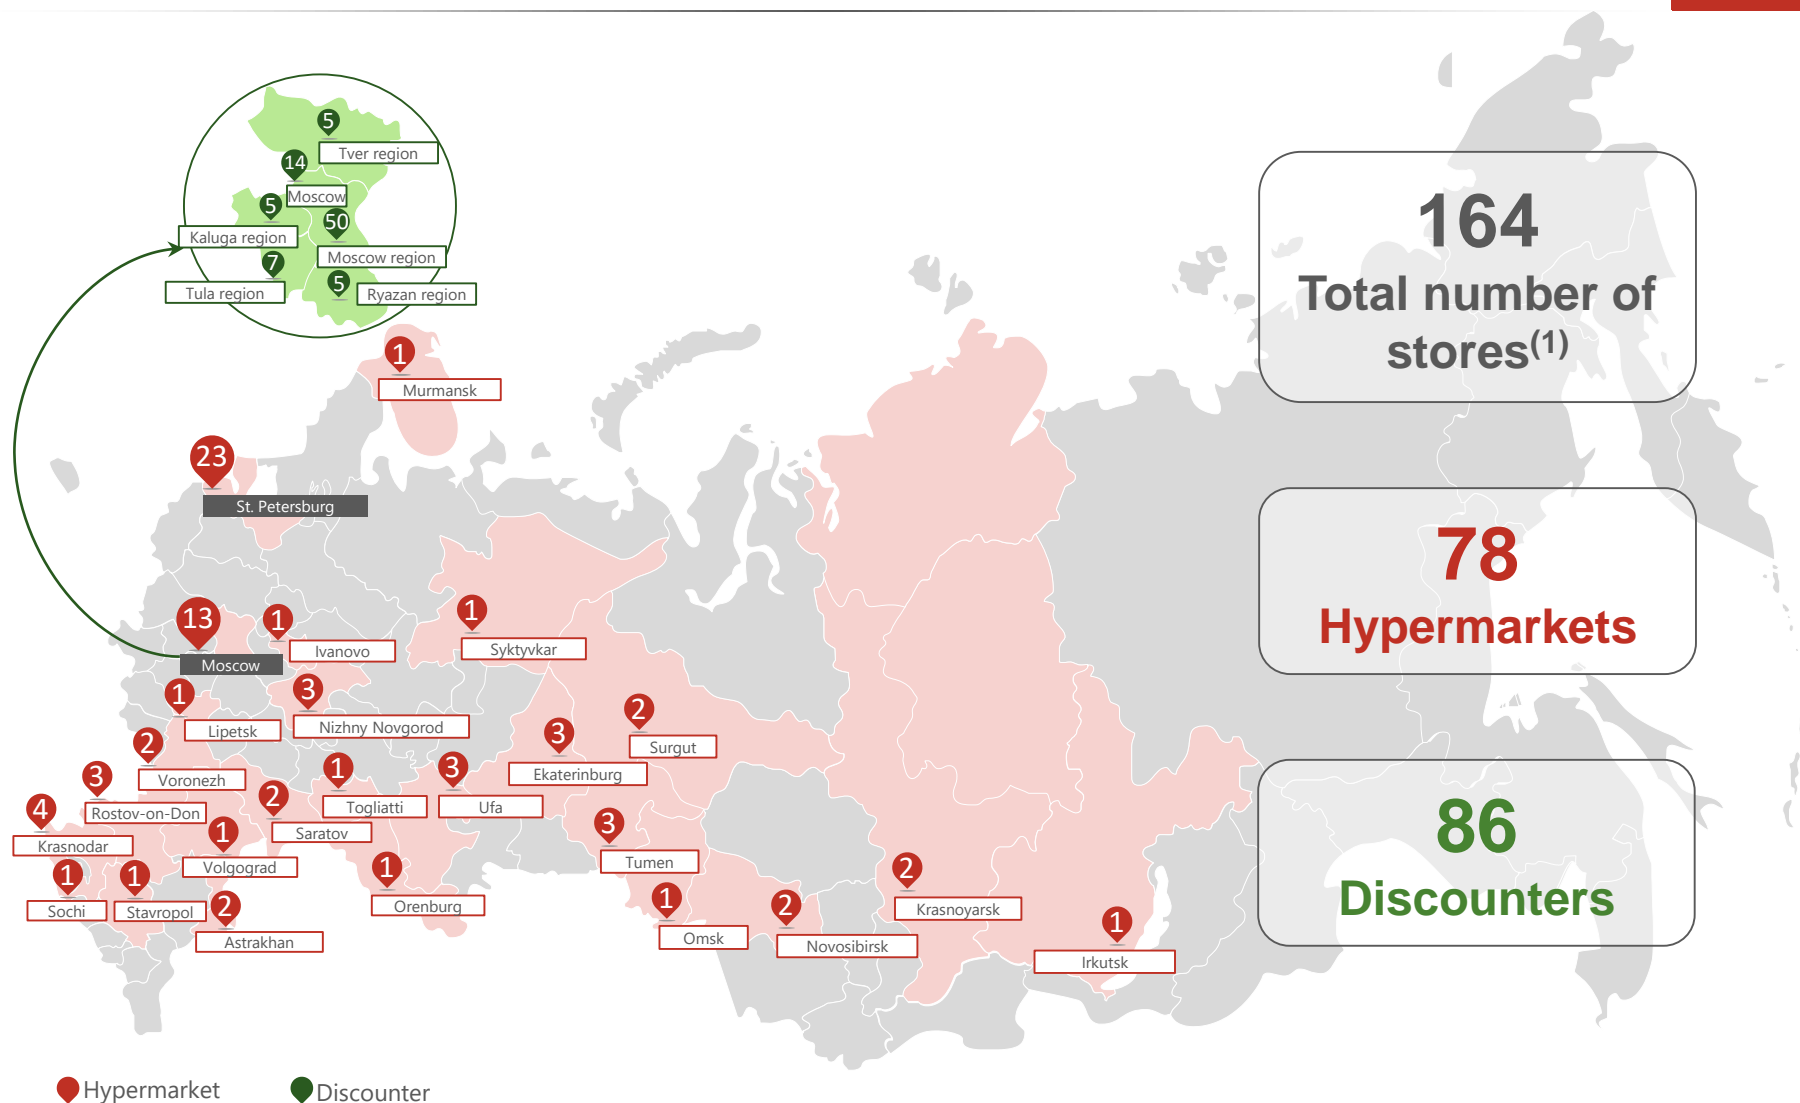 5
Tver region
14
Moscow
5
Kaluga region
50
Moscow region
7
Tula region
5
Ryazan region
1
Murmansk
23
St. Petersburg
13
Moscow
1
Ivanovo
1
Syktyvkar
1
Lipetsk
3
Nizhny Novgorod
2
Voronezh
3
Ekaterinburg
2
Surgut
3
Rostov-on-Don
2
Saratov
1
Togliatti
3
Ufa
4
Krasnodar
1
Volgograd
3
Tumen
1
Sochi
1
Stavropol
2
Astrakhan
1
Orenburg
1
Omsk
2
Novosibirsk
2
Krasnoyarsk
1
Irkutsk
164
Total number of
stores(1)
78
Hypermarkets
86
Discounters
Hypermarket
Discounter